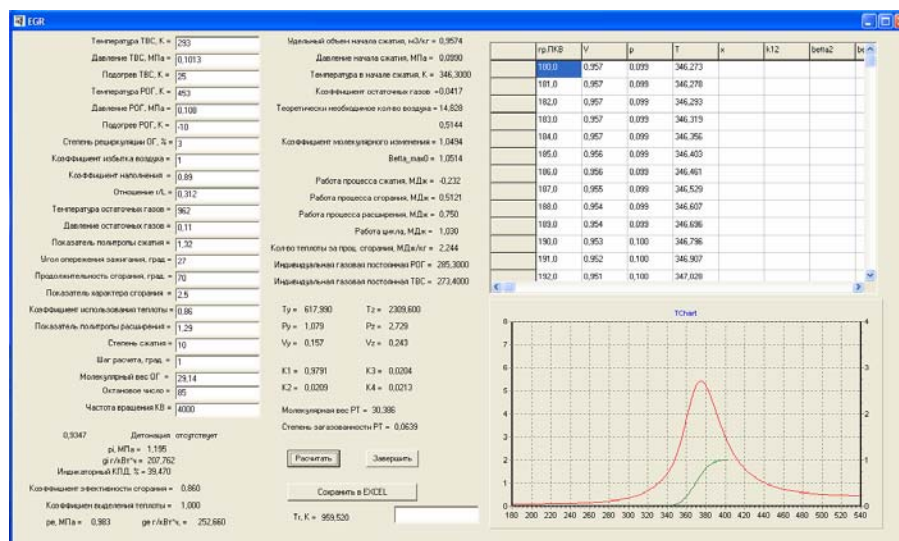 EGR
Температура ТВС, К = 293
Давление ТВС, МПа = 0,1013
Подогрев ТВС, К = 25
Температура РОГ, К = 453
Давление РОГ, МПа = 0,108
Подогрев РОГ, К = -10
Степень рециркуляции ОГ, % = 3
Коэффициент избытка воздуха = 1
Коэффициент наполнения = 0,89
Отношение r/L = 0,312
Температура остаточных газов = 962
Давление остаточных газов = 0,11
Показатель политропы сжатия = 1,32
Угол опережения зажигания, град = 27
Продолжительность сгорания, град. = 70
Показатель характера сгорания = 2.5
Коэффициент использования теплоты = 0,86
Показатель политропы расширения = 1,29
Степень сжатия = 10
Шаг расчета, град. = 1
Молекулярный вес ОГ = 29,14
Октановое число = 85
Частота вращения КВ = 4000
0,9347 Детонация отсутствует
pi, МПа = 1,195
gi г/кВт*ч = 207,762
Индикаторный КПД, % = 39,470
Коэффициент эфективности сгорания = 0,860
Коэффициен выделения теплоты = 1,000
pe, МПа = 0,983 ge г/кВт*ч, = 252,660
Удельный объем начала сжатия, м3/кг = 0,9574
Давление начала сжатия, МПа = 0,0990
Температура в начале сжатия, К = 346,3000
Коэффициент остаточных газов =0,0417
Теоретически необходимое кол-во воздуха = 14,828
0,5144
Коэффициент молекулярного изменения = 1,0494
Betta_max0 = 1,0514
Работа процесса сжатия, МДж = -0,232
Работа процесса сгорания, МДж = 0,5121
Работа процесса расширения, МДж = 0,750
Работа цикла, МДж = 1,030
Кол-во теплоты за проц. сгорания, МДж/кг = 2,244
Индивидуальная газовая постоянная РОГ = 285,3000
Индивидуальная газовая постоянная ТВС = 273,4000
Ty = 617,990 Tz = 2309,600
Py = 1,079 Pz = 2,729
Vy = 0,157 Vz = 0,243
K1 = 0,9791 K3 = 0,0204
K2 = 0,0209 K4 = 0,0213
Молекулярная вес РТ = 30,386
Степень загазованности РТ = 0,0639
Расчитать Завершить
Сохранить в EXCEL
Tr, К = 959,520
гр.ПКВ V p T x k12 betta2 be
180,0 0,957 0,099 346,273
181,0 0,957 0,099 346,278
182,0 0,957 0,099 346,293
183,0 0,957 0,099 346,319
184,0 0,957 0,099 346,356
185,0 0,956 0,099 346,403
186,0 0,956 0,099 346,461
187,0 0,955 0,099 346,529
188,0 0,954 0,099 346,607
189,0 0,954 0,099 346,696
190,0 0,953 0,100 346,796
191,0 0,952 0,100 346,907
192,0 0,951 0,100 347,028
TChart
8 4
7
6 3
5
4 2
3
2 1
1
0 0
180 200 220 240 260 280 300 320 340 360 380 400 420 440 460 480 500 520 540